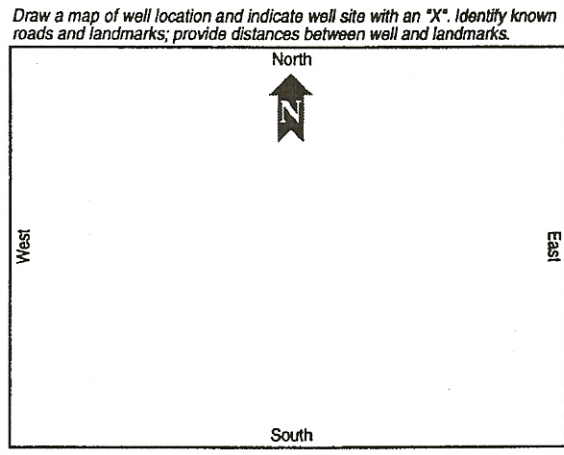 Draw a map of well location and indicate well site with an "X". Identify known
roads and landmarks; provide distances between well and landmarks.
North
N
West
East
South